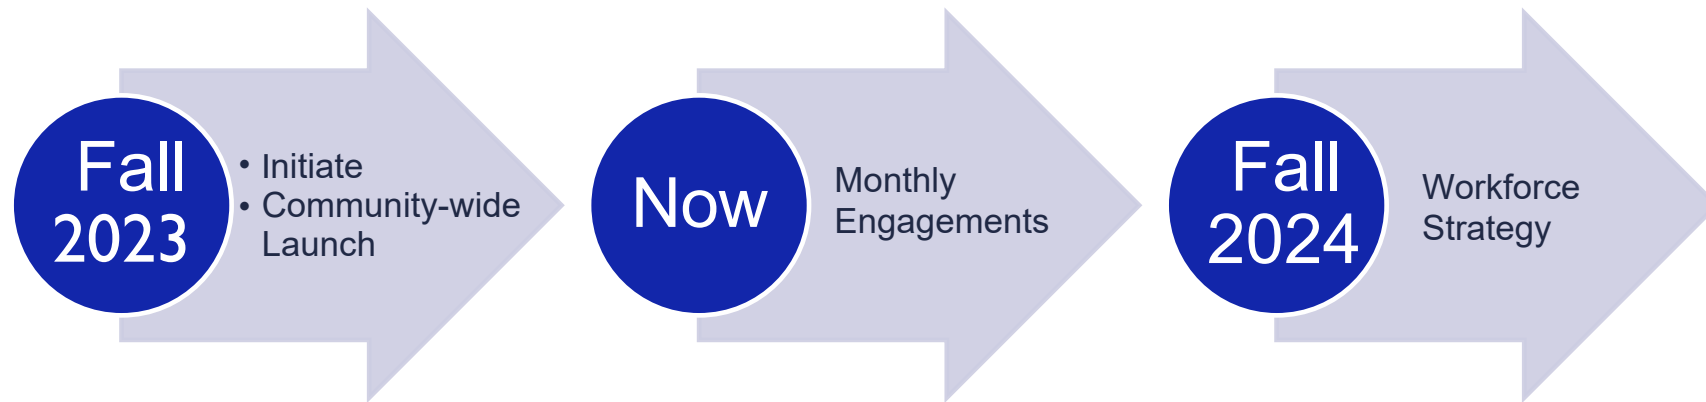 Fall
2023
• Initiate
• Community-wide
Launch
Now
Monthly
Engagements
Fall
2024
Workforce
Strategy